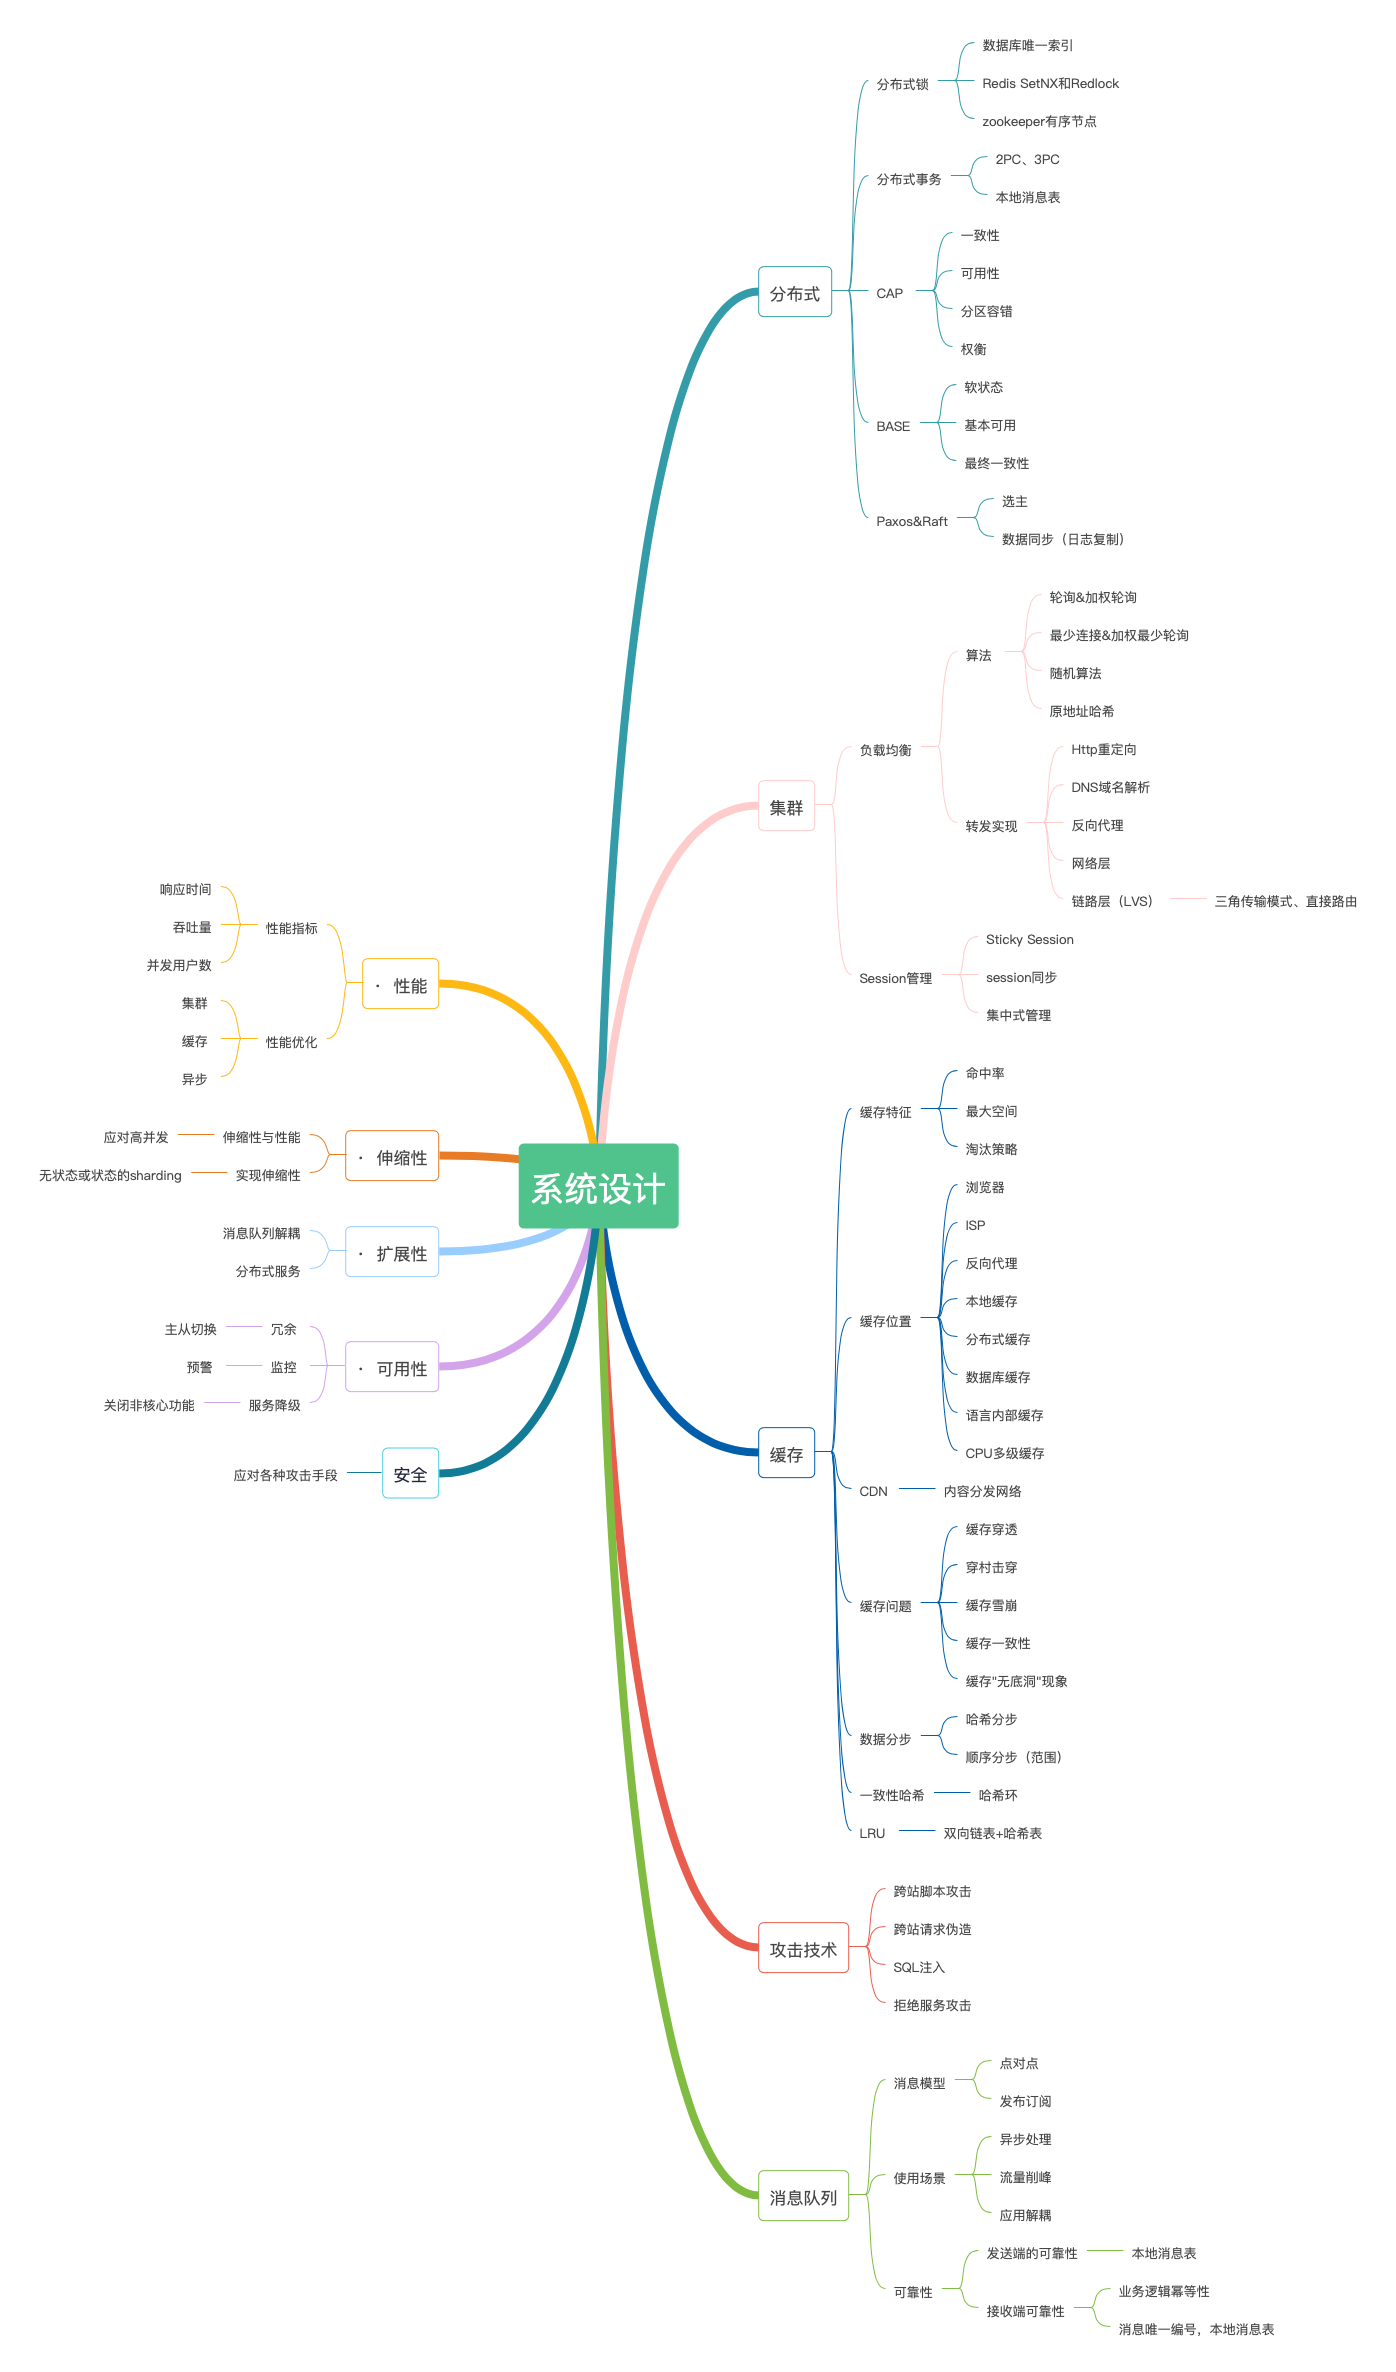 系统设计
分布式
分布式锁
数据库唯一索引
Redis SetNX和Redlock
zookeeper有序节点
分布式事务
2PC、3PC
本地消息表
CAP
一致性
可用性
分区容错
权衡
BASE
软状态
基本可用
最终一致性
Paxos&Raft
选主
数据同步（日志复制）
集群
负载均衡
算法
轮询&加权轮询
最少连接&加权最少轮询
随机算法
原地址哈希
转发实现
Http重定向
DNS域名解析
反向代理
网络层
链路层（LVS）
三角传输模式、直接路由
Session管理
Sticky Session
session同步
集中式管理
缓存
缓存特征
命中率
最大空间
淘汰策略
缓存位置
浏览器
ISP
反向代理
本地缓存
分布式缓存
数据库缓存
语言内部缓存
CPU多级缓存
CDN
内容分发网络
缓存问题
缓存穿透
穿村击穿
缓存雪崩
缓存一致性
缓存"无底洞"现象
数据分步
哈希分步
顺序分步（范围）
一致性哈希
哈希环
LRU
双向链表+哈希表
攻击技术
跨站脚本攻击
跨站请求伪造
SQL注入
拒绝服务攻击
消息队列
消息模型
点对点
发布订阅
使用场景
异步处理
流量削峰
应用解耦
可靠性
发送端的可靠性
本地消息表
接收端可靠性
业务逻辑幂等性
消息唯一编号，本地消息表
· 性能
性能指标
响应时间
吞吐量
并发用户数
性能优化
集群
缓存
异步
· 伸缩性
伸缩性与性能
应对高并发
实现伸缩性
无状态或状态的sharding
· 扩展性
消息队列解耦
分布式服务
· 可用性
冗余
主从切换
监控
预警
服务降级
关闭非核心功能
安全
应对各种攻击手段